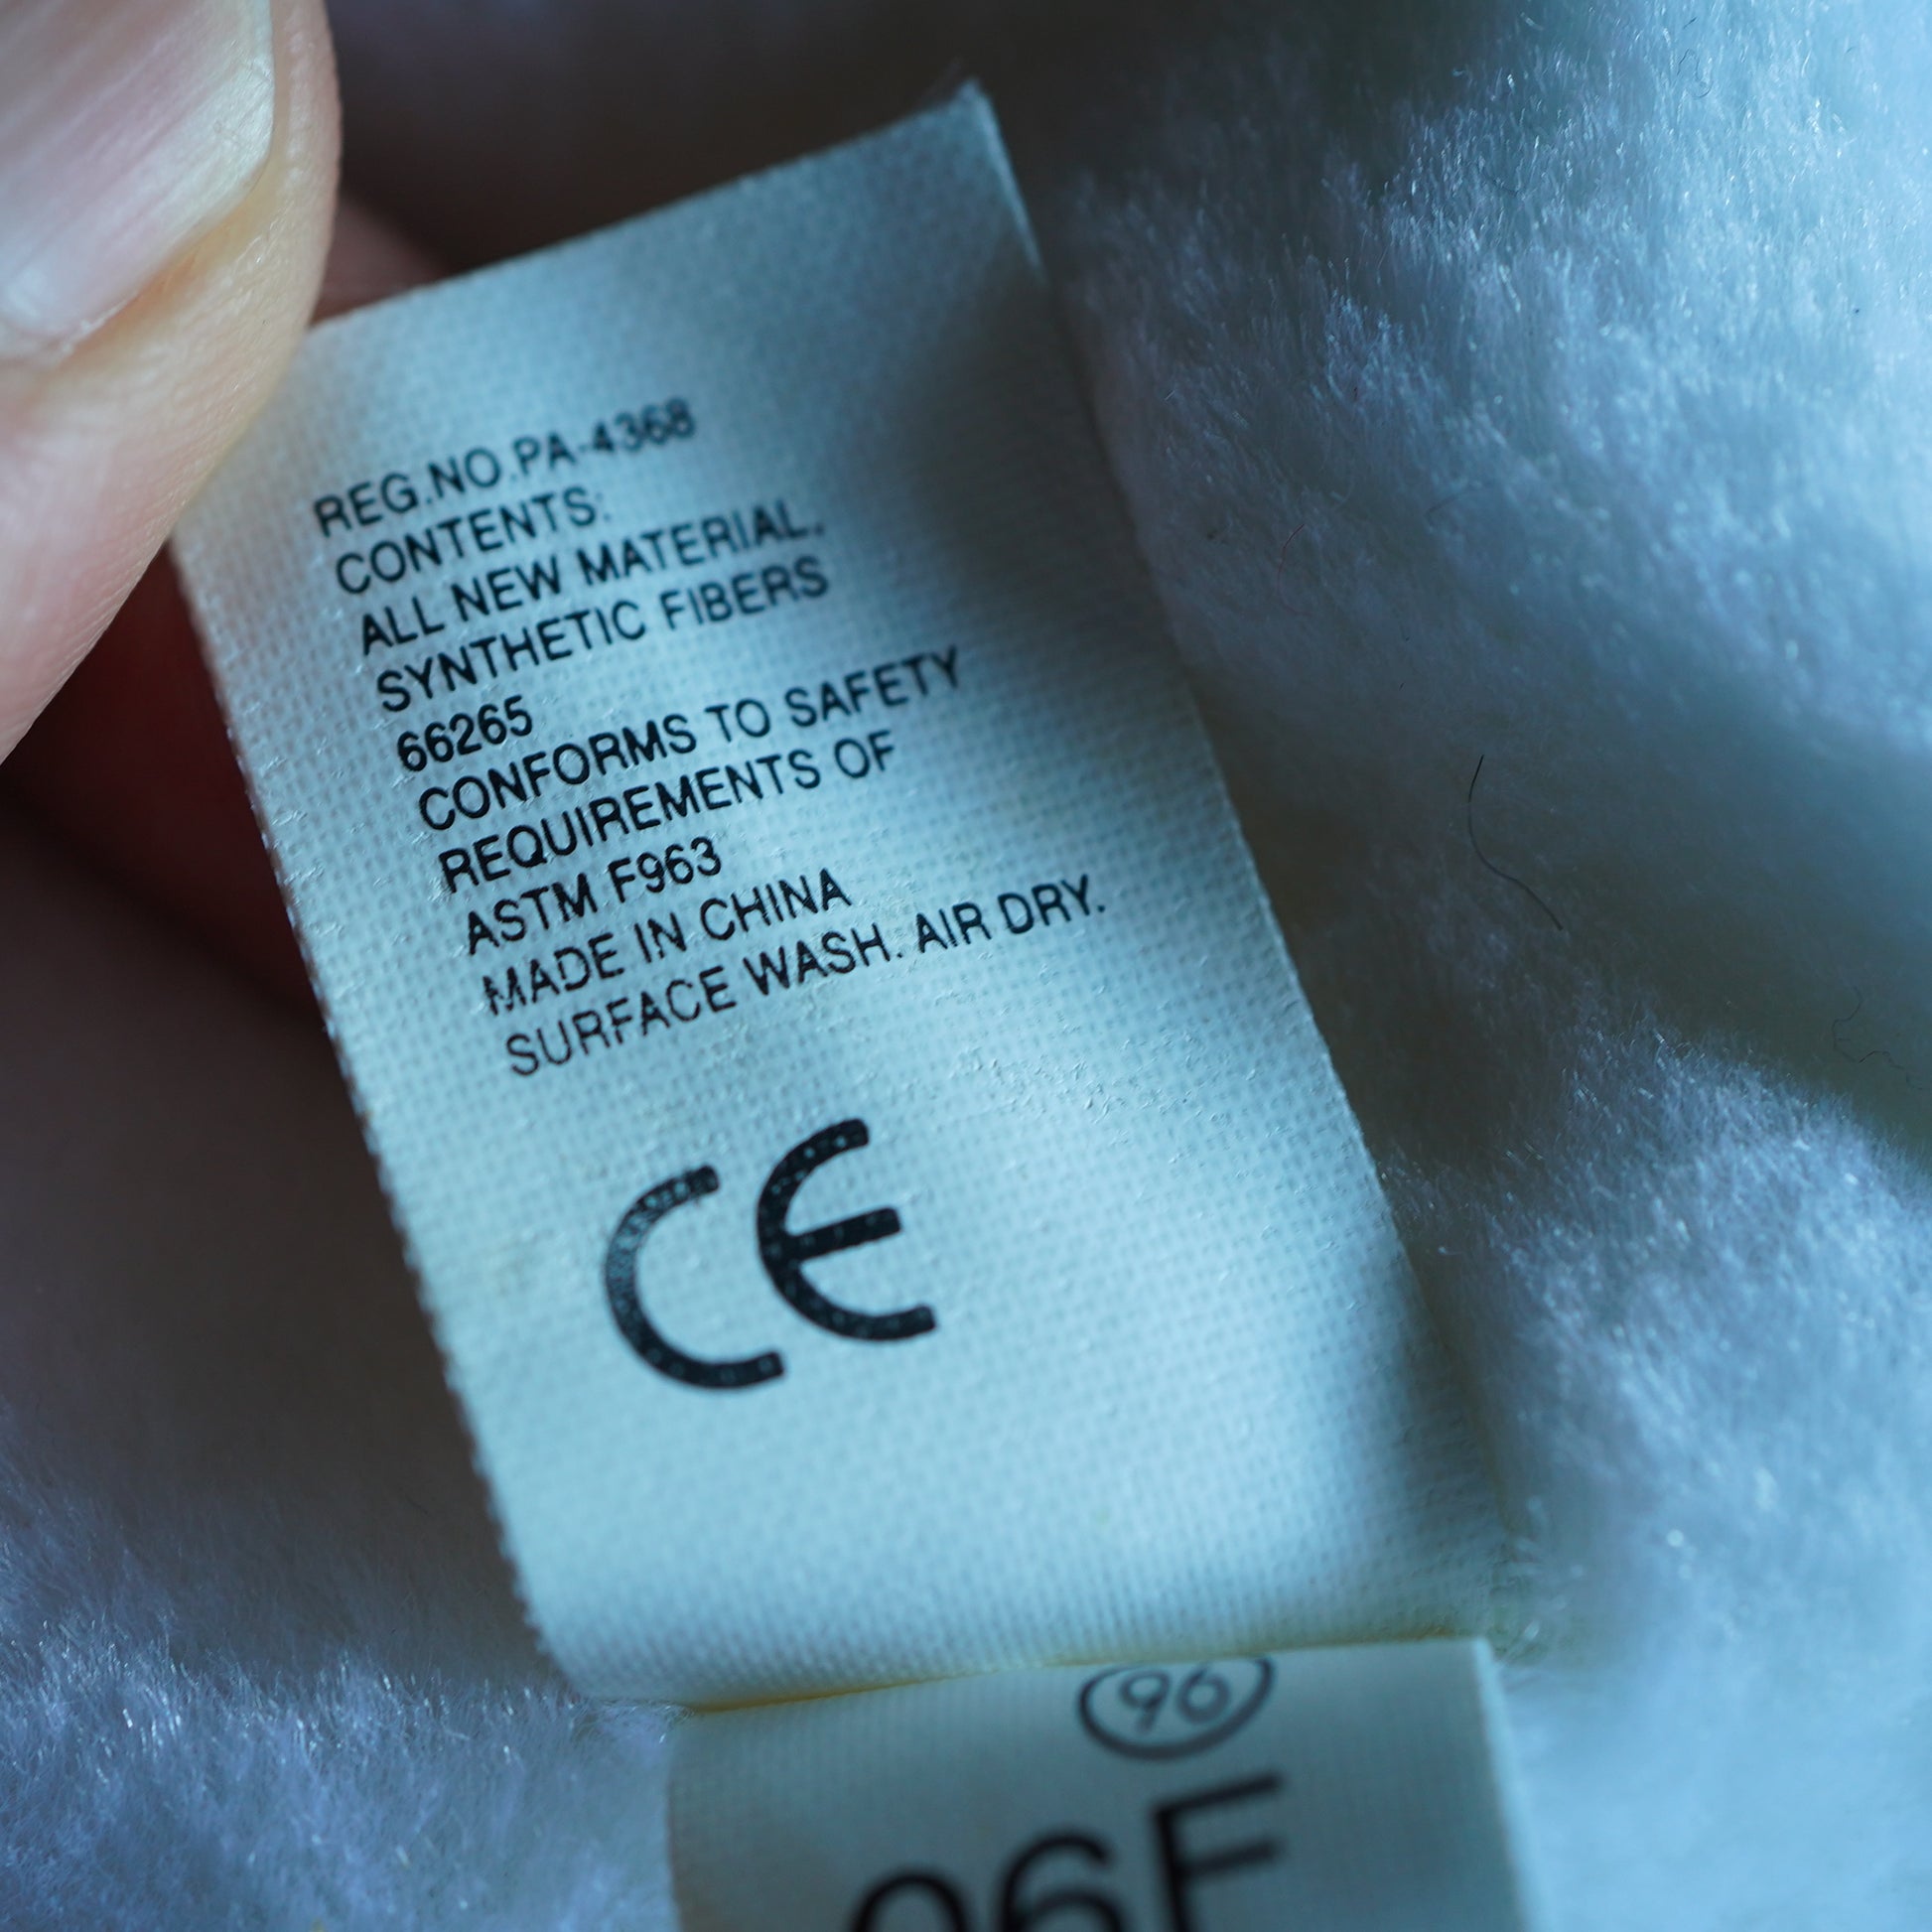 REG.NO.PA-4368
CONTENTS:
ALL NEW MATERIAL.
SYNTHETIC FIBERS
66265
CONFORMS TO SAFETY
REQUIREMENTS OF
ASTM F963
MADE IN CHINA
SURFACE WASH. AIR DRY.
CE
96
06F